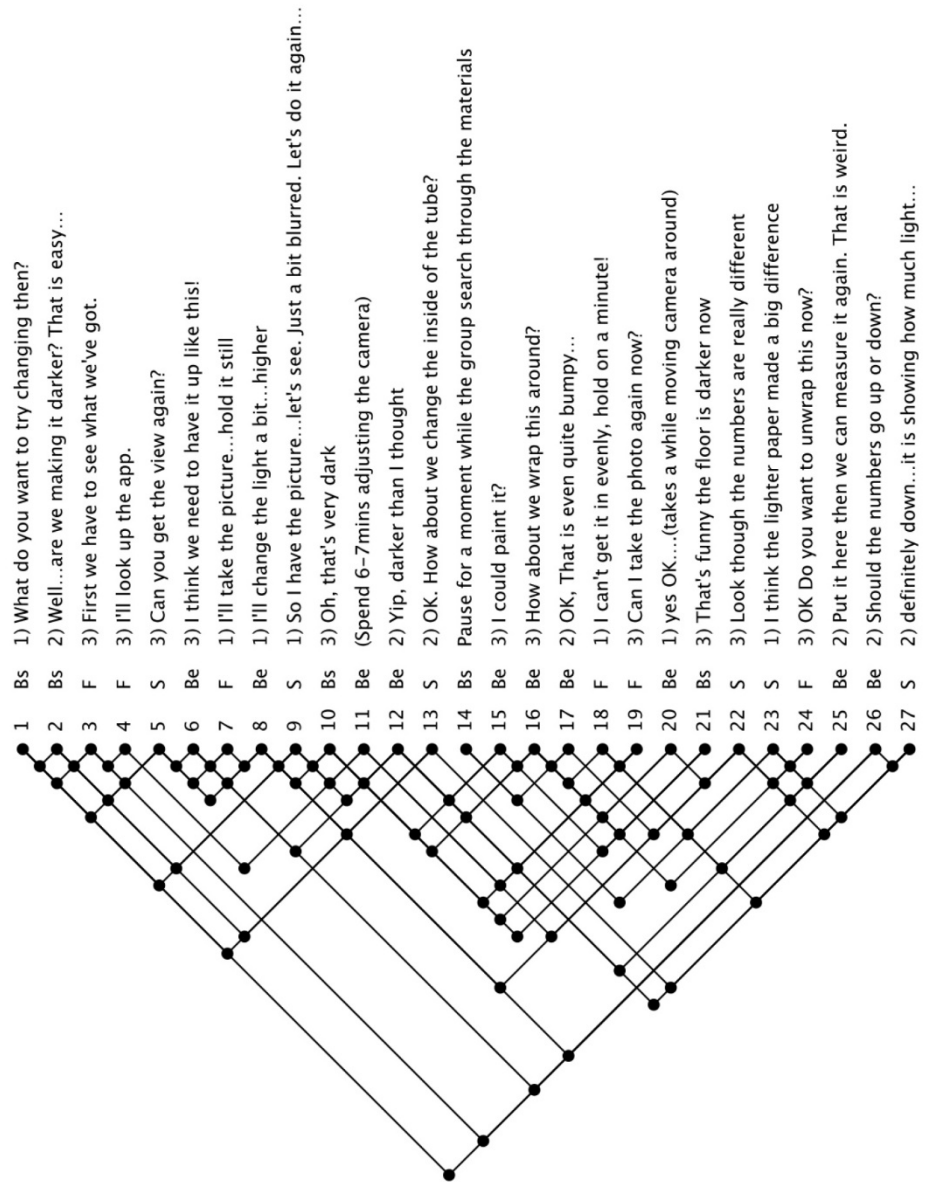 1 Bs 1) What do you want to try changing then?
2 Bs 2) Well...are we making it darker? That is easy...
3 F 3) First we have to see what we've got.
4 F 3) I'll look up the app.
5 S 3) Can you get the view again?
6 Be 3) I think we need to have it up like this!
7 F 1) I'll take the picture...hold it still
8 Be 1) I'll change the light a bit...higher
9 S 1) So I have the picture...let's see. Just a bit blurred. Let's do it again...
10 Bs 3) Oh, that's very dark
11 Be (Spend 6-7mins adjusting the camera)
12 Be 2) Yip, darker than I thought
13 S 2) OK. How about we change the inside of the tube?
14 Bs Pause for a moment while the group search through the materials
15 Be 3) I could paint it?
16 Be 3) How about we wrap this around?
17 Be 2) OK, That is even quite bumpy...
18 F 1) I can't get it in evenly, hold on a minute!
19 F 3) Can I take the photo again now?
20 Be 1) yes OK....(takes a while while moving camera around)
21 Bs 3) That's funny the floor is darker now
22 S 3) Look though the numbers are really different
23 S 1) I think the lighter paper made a big difference
24 F 3) OK Do you want to unwrap this now?
25 Be 2) Put it here then we can measure it again. That is weird.
26 Be 2) Should the numbers go up or down?
27 S 2) definitely down...it is showing how much light...